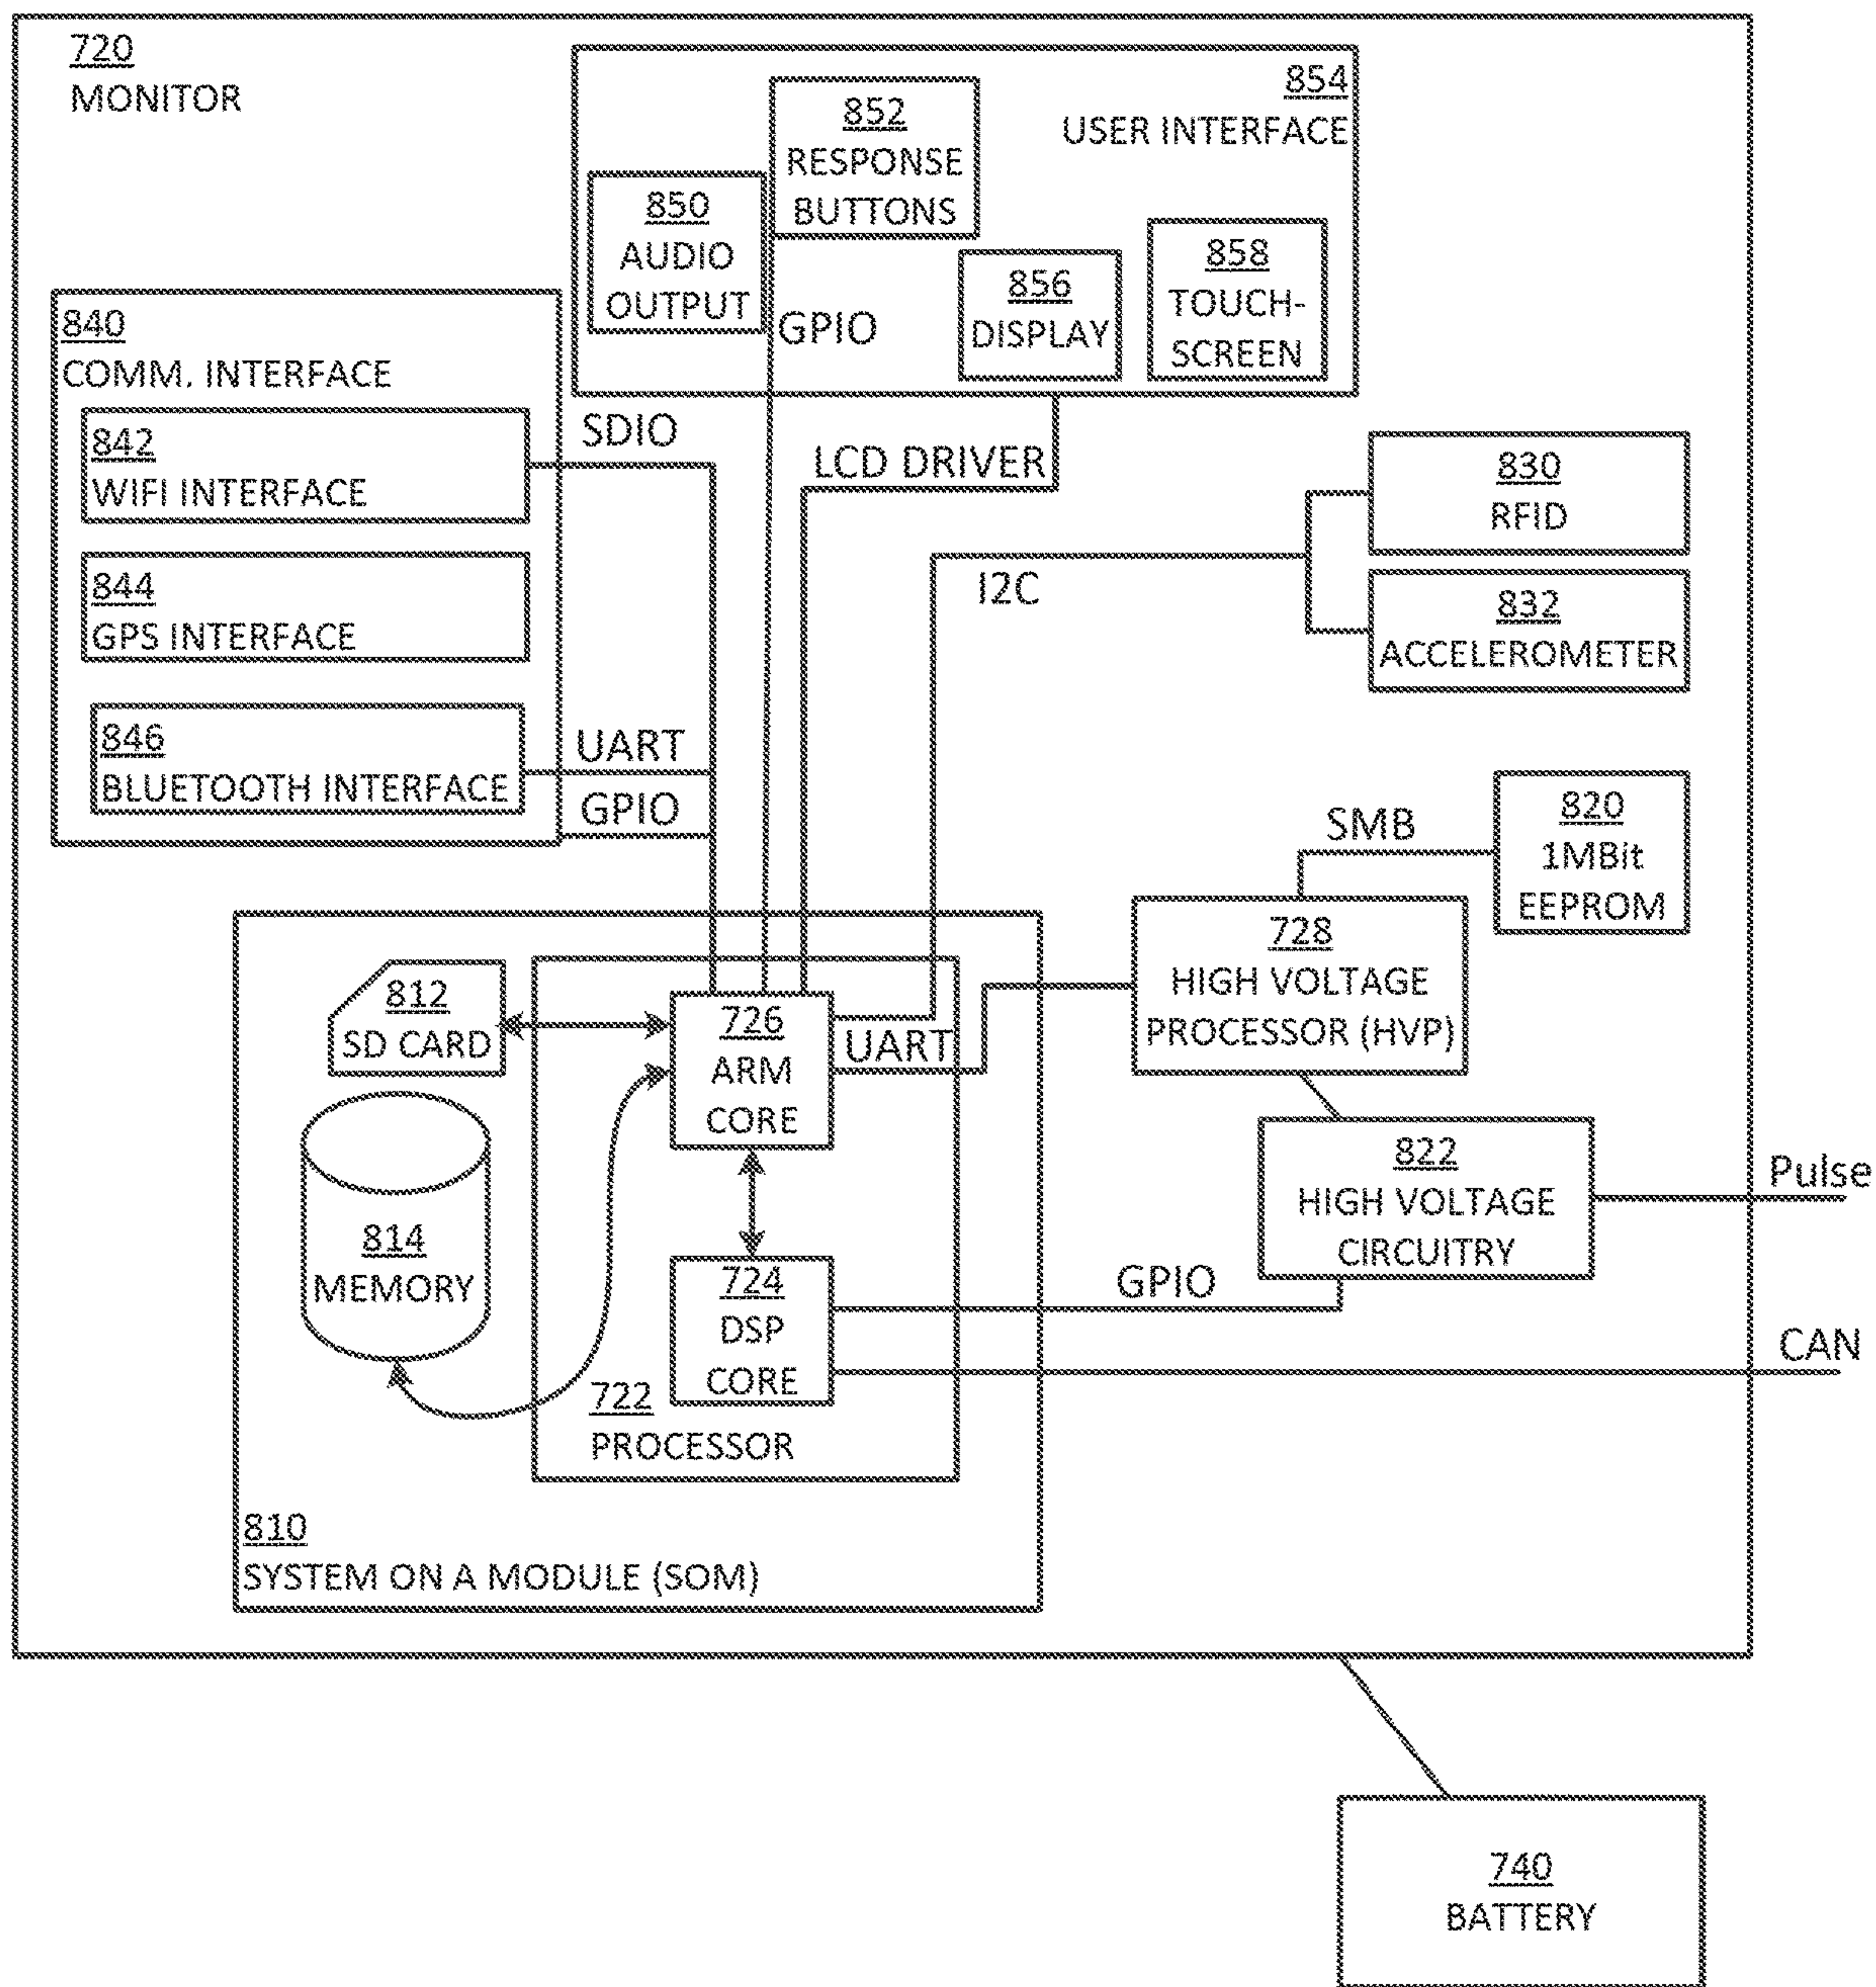 720
MONITOR
854
USER INTERFACE
852
RESPONSE
BUTTONS
850
AUDIO
OUTPUT
GPIO
856
DISPLAY
858
TOUCH-
SCREEN
840
COMM. INTERFACE
842
WIFI INTERFACE
844
GPS INTERFACE
846
BLUETOOTH INTERFACE
SDIO
LCD DRIVER
UART
GPIO
I2C
830
RFID
832
ACCELEROMETER
SMB
820
1MBit
EEPROM
728
HIGH VOLTAGE
PROCESSOR (HVP)
812
SD CARD
726
ARM
CORE
UART
814
MEMORY
822
HIGH VOLTAGE
CIRCUITRY
Pulse
724
DSP
CORE
GPIO
CAN
722
PROCESSOR
810
SYSTEM ON A MODULE (SOM)
740
BATTERY